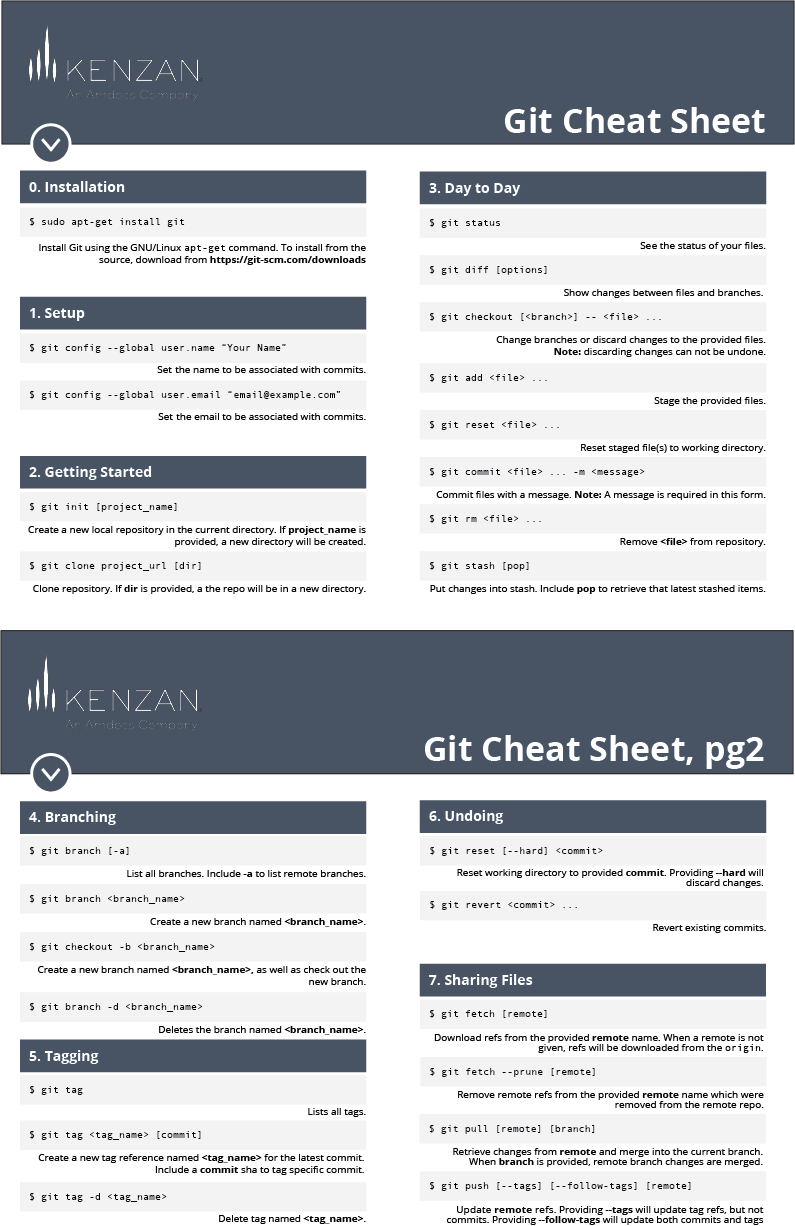 KENZAN
An Amdocs Company
Git Cheat Sheet
0. Installation
$ sudo apt-get install git
Install Git using the GNU/Linux apt-get command. To install from the
source, download from https://git-scm.com/downloads
1. Setup
$ git config --global user.name "Your Name"
Set the name to be associated with commits.
$ git config --global user.email "email@example.com"
Set the email to be associated with commits.
2. Getting Started
$ git init [project_name]
Create a new local repository in the current directory. If project_name is
provided, a new directory will be created.
$ git clone project_url [dir]
Clone repository. If dir is provided, a the repo will be in a new directory.
3. Day to Day
$ git status
See the status of your files.
$ git diff [options]
Show changes between files and branches.
$ git checkout [<branch>] -- <file> ...
Change branches or discard changes to the provided files.
Note: discarding changes can not be undone.
$ git add <file> ...
Stage the provided files.
$ git reset <file> ...
Reset staged file(s) to working directory.
$ git commit <file> ... -m <message>
Commit files with a message. Note: A message is required in this form.
$ git rm <file> ...
Remove <file> from repository.
$ git stash [pop]
Put changes into stash. Include pop to retrieve that latest stashed items.
KENZAN
An Amdocs Company
Git Cheat Sheet, pg2
4. Branching
$ git branch [-a]
List all branches. Include -a to list remote branches.
$ git branch <branch_name>
Create a new branch named <branch_name>.
$ git checkout -b <branch_name>
Create a new branch named <branch_name>, as well as check out the
new branch.
$ git branch -d <branch_name>
Deletes the branch named <branch_name>.
5. Tagging
$ git tag
Lists all tags.
$ git tag <tag_name> [commit]
Create a new tag reference named <tag_name> for the latest commit.
Include a commit sha to tag specific commit.
$ git tag -d <tag_name>
Delete tag named <tag_name>.
6. Undoing
$ git reset [--hard] <commit>
Reset working directory to provided commit. Providing --hard will
discard changes.
$ git revert <commit> ...
Revert existing commits.
7. Sharing Files
$ git fetch [remote]
Download refs from the provided remote name. When a remote is not
given, refs will be downloaded from the origin.
$ git fetch --prune [remote]
Remove remote refs from the provided remote name which were
removed from the remote repo.
$ git pull [remote] [branch]
Retrieve changes from remote and merge into the current branch.
When branch is provided, remote branch changes are merged.
$ git push [--tags] [--follow-tags] [remote]
Update remote refs. Providing --tags will update tag refs, but not
commits. Providing --follow-tags will update both commits and tags